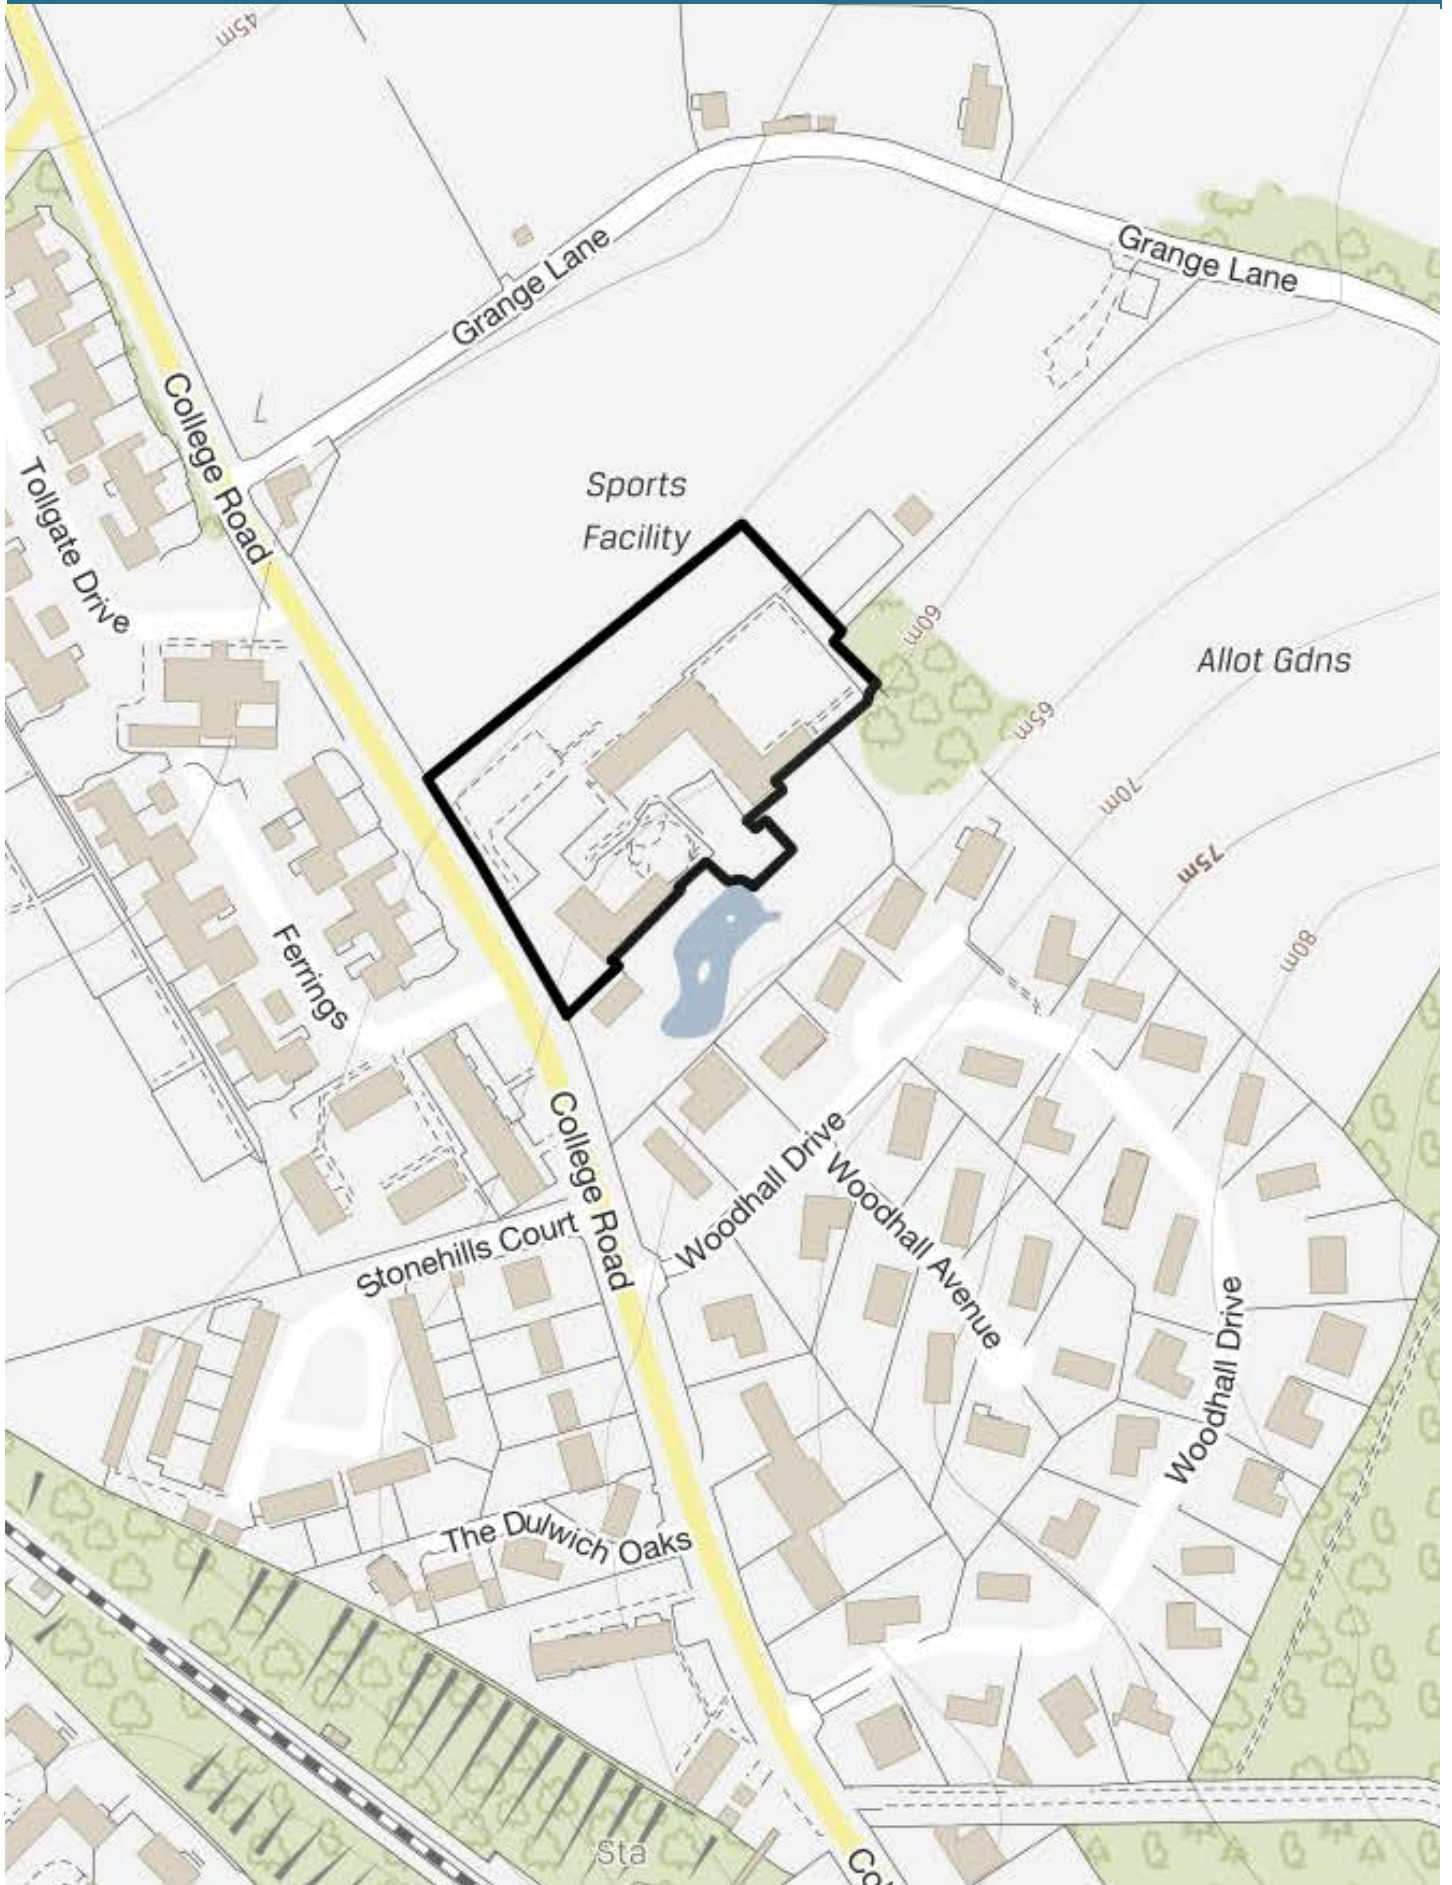 45m
Grange Lane
Grange Lane
College Road
Tollgate Drive
Sports
Facility
60m
Allot Gdns
65m
70m
75m
80m
Ferrings
College Road
Woodhall Drive
Woodhall Avenue
Stonehills Court
Woodhall Drive
The Dulwich Oaks
Sta
Col